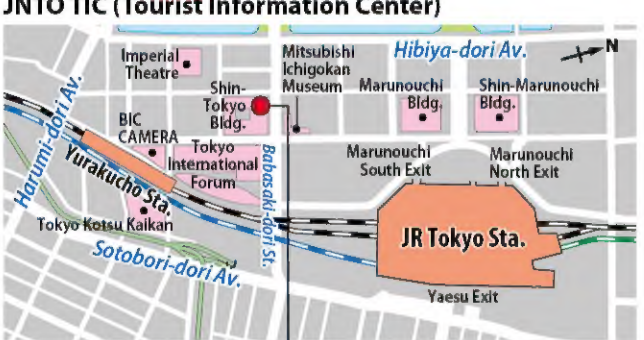 JNTO TIC (Tourist Information Center)
Imperial
Theatre
Mitsubishi
Ichigokan
Museum
Hibiya-dori Av.
N
Shin-
Tokyo
Bldg.
Marunouchi
Bldg.
Shin-Marunouchi
Bldg.
Harumi-dori Av.
BIC
CAMERA
Yurakucho Sta.
Tokyo
International
Forum
Babasaki-dori St.
Marunouchi
South Exit
Marunouchi
North Exit
Tokyo Kotsu Kaikan
Sotobori-dori Av.
JR Tokyo Sta.
Yaesu Exit